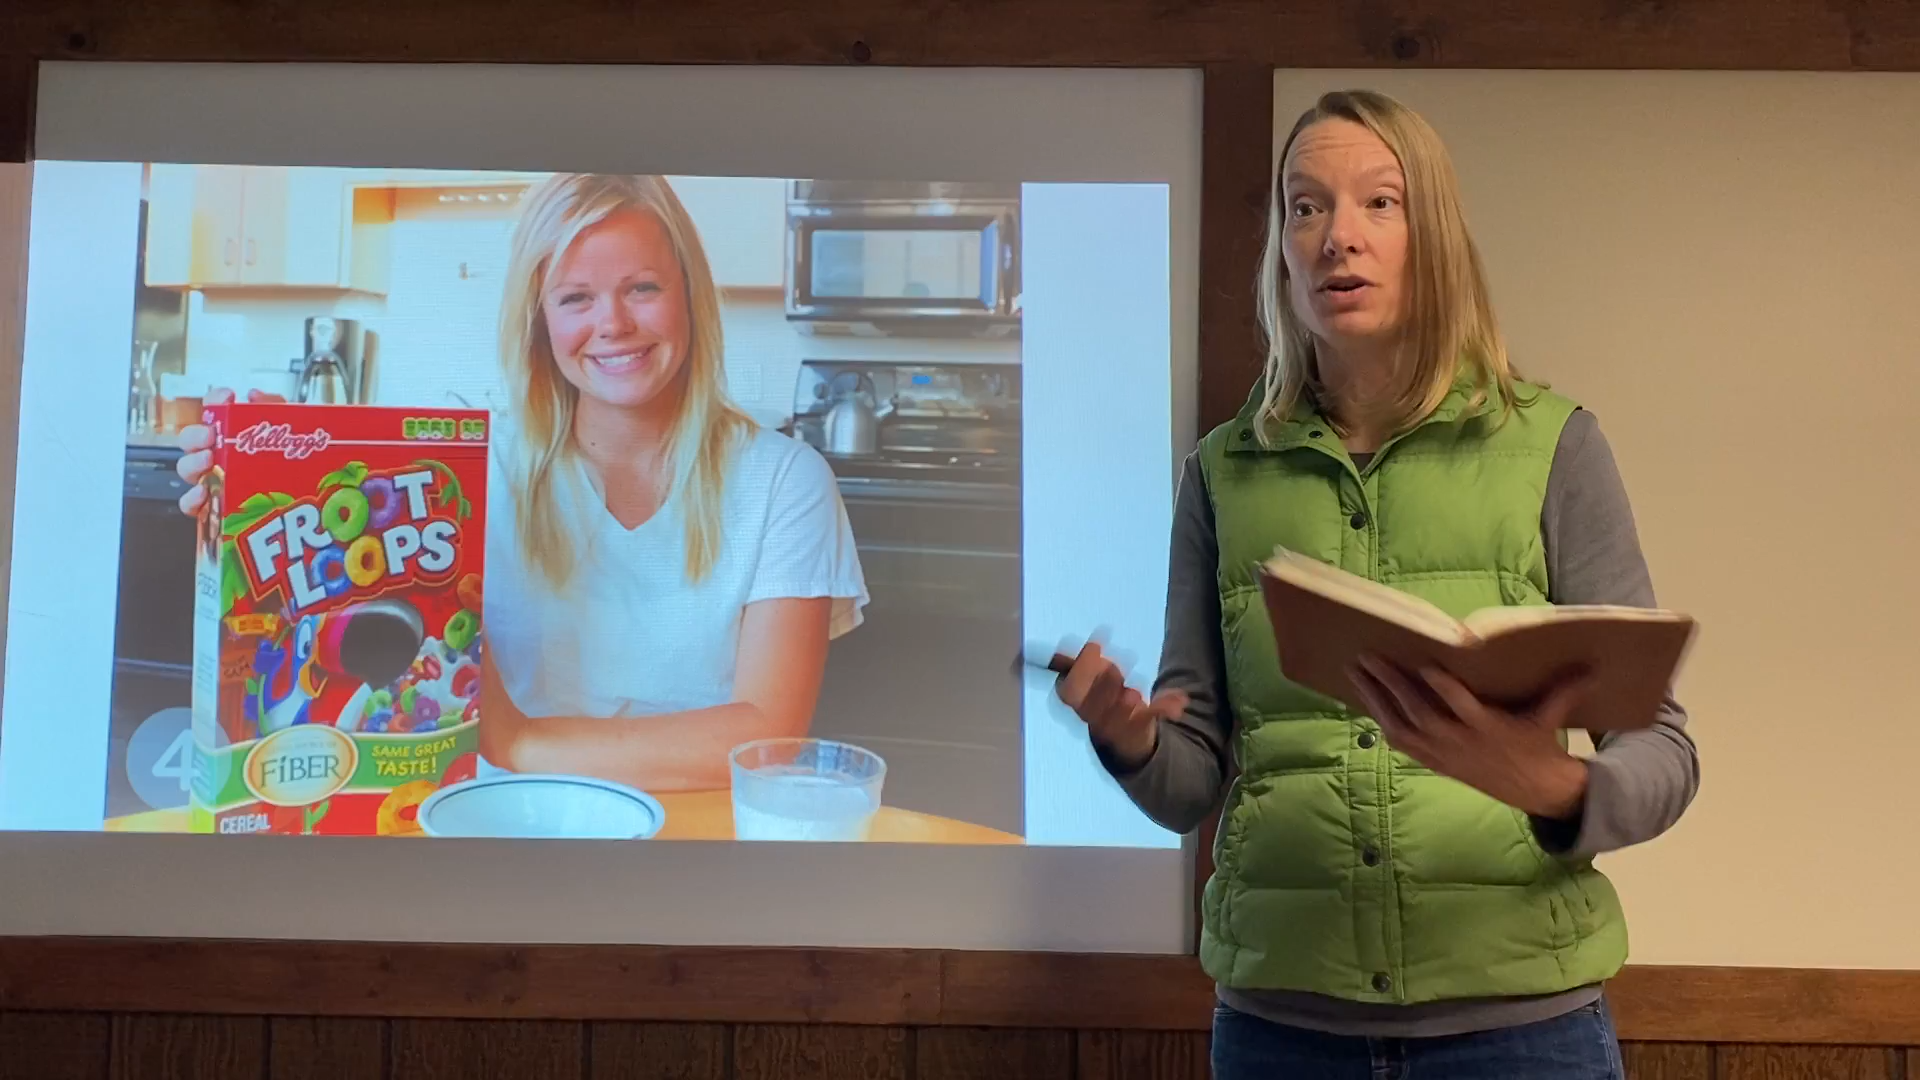 Kellogg's
FROOT
LOOPS
FiBER
SAME GREAT
TASTE!
CEREAL
4